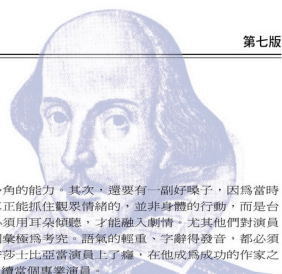 第七版
角的能力。其次，還要有一副好嗓子，因爲當時
正能抓住觀眾情緒的，並非身體的行動，而是台
必須用耳朵傾聽，才能融入劇情。尤其他們對演員
彙極爲考究。語氣的輕重、字辭得發音，都必須
莎士比亞當演員上了癮，在他成爲成功的作家之
續當個專業演員。